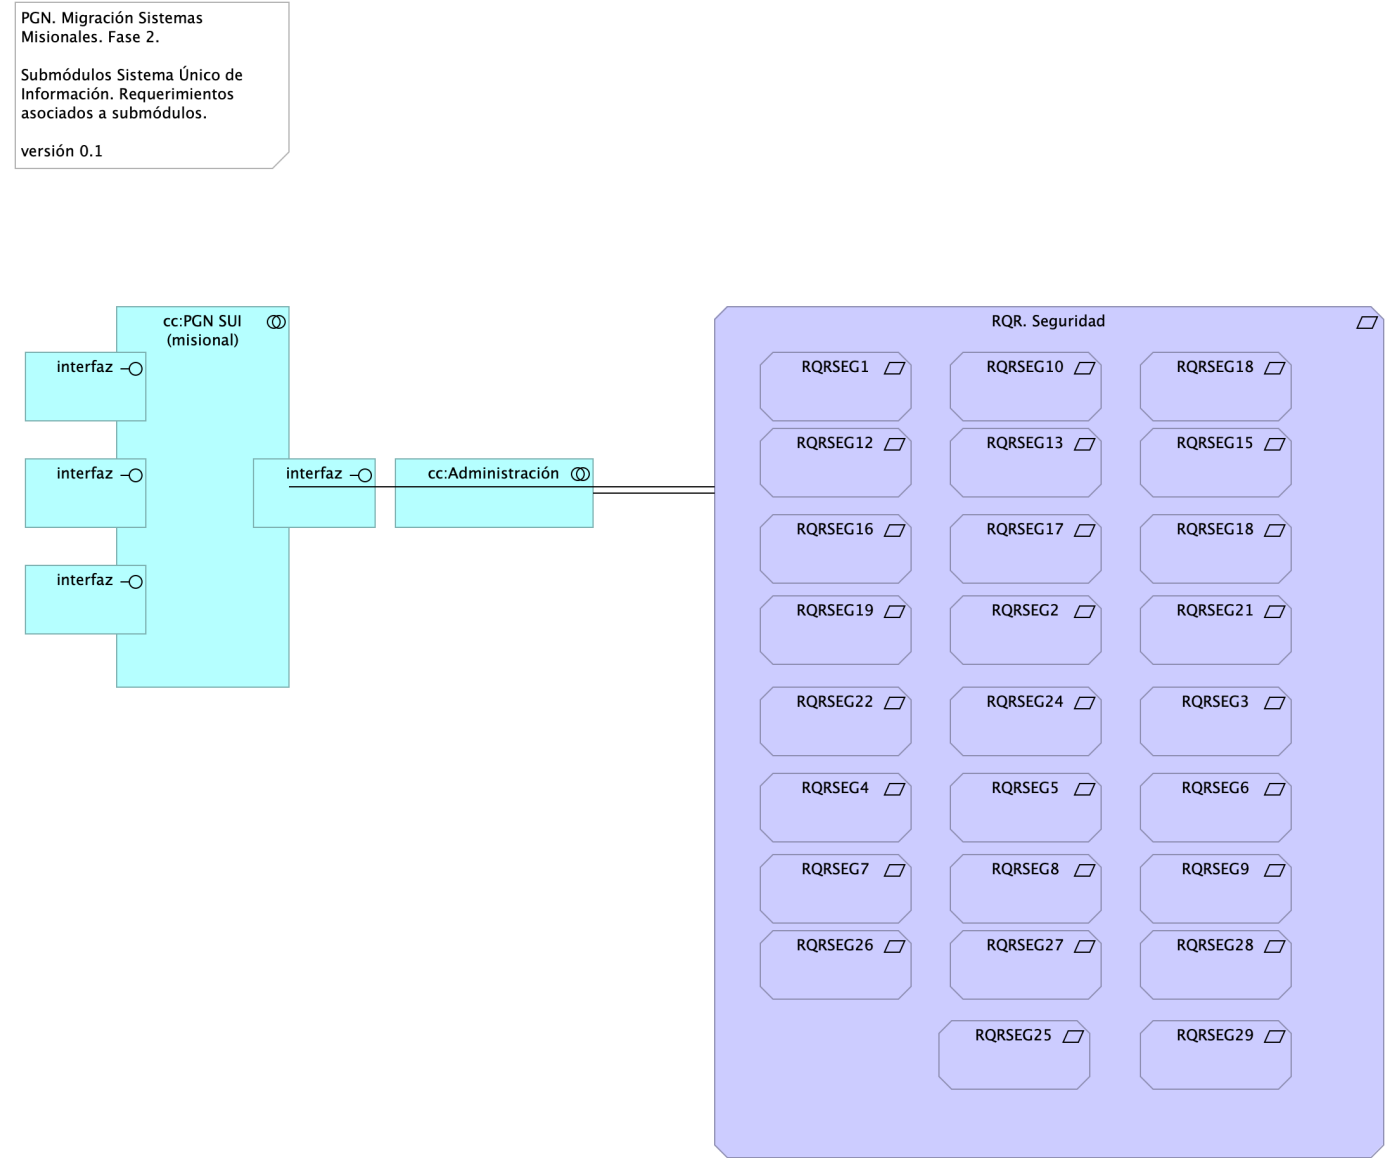 PGN. Migración Sistemas
Misionales. Fase 2.
Submódulos Sistema Único de
Información. Requerimientos
asociados a submódulos.
versión 0.1
cc:PGN SUI
(misional)
interfaz
interfaz
interfaz
interfaz
cc:Administración
RQR. Seguridad
RQRSEG1
RQRSEG10
RQRSEG18
RQRSEG12
RQRSEG13
RQRSEG15
RQRSEG16
RQRSEG17
RQRSEG18
RQRSEG19
RQRSEG2
RQRSEG21
RQRSEG22
RQRSEG24
RQRSEG3
RQRSEG4
RQRSEG5
RQRSEG6
RQRSEG7
RQRSEG8
RQRSEG9
RQRSEG26
RQRSEG27
RQRSEG28
RQRSEG25
RQRSEG29